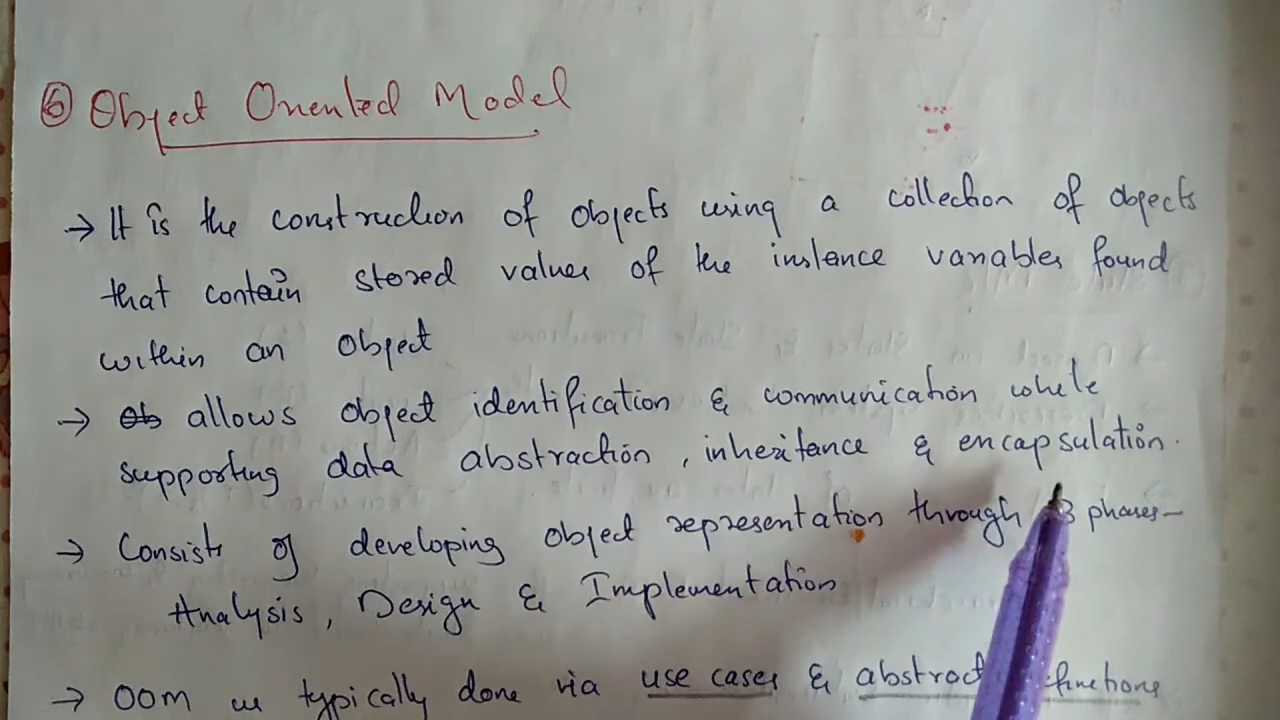 ⑥ Object Oriented Model
→ It is the construction of objects using a collection of objects
that contain stored values of the instance variables found
within an object
→ allows object identification & communication while
supporting data abstraction, inheritance & encapsulation.
→ Consists of developing object representation through 3 phases –
Analysis, Design & Implementation
→ OOM is typically done via use cases & abstract